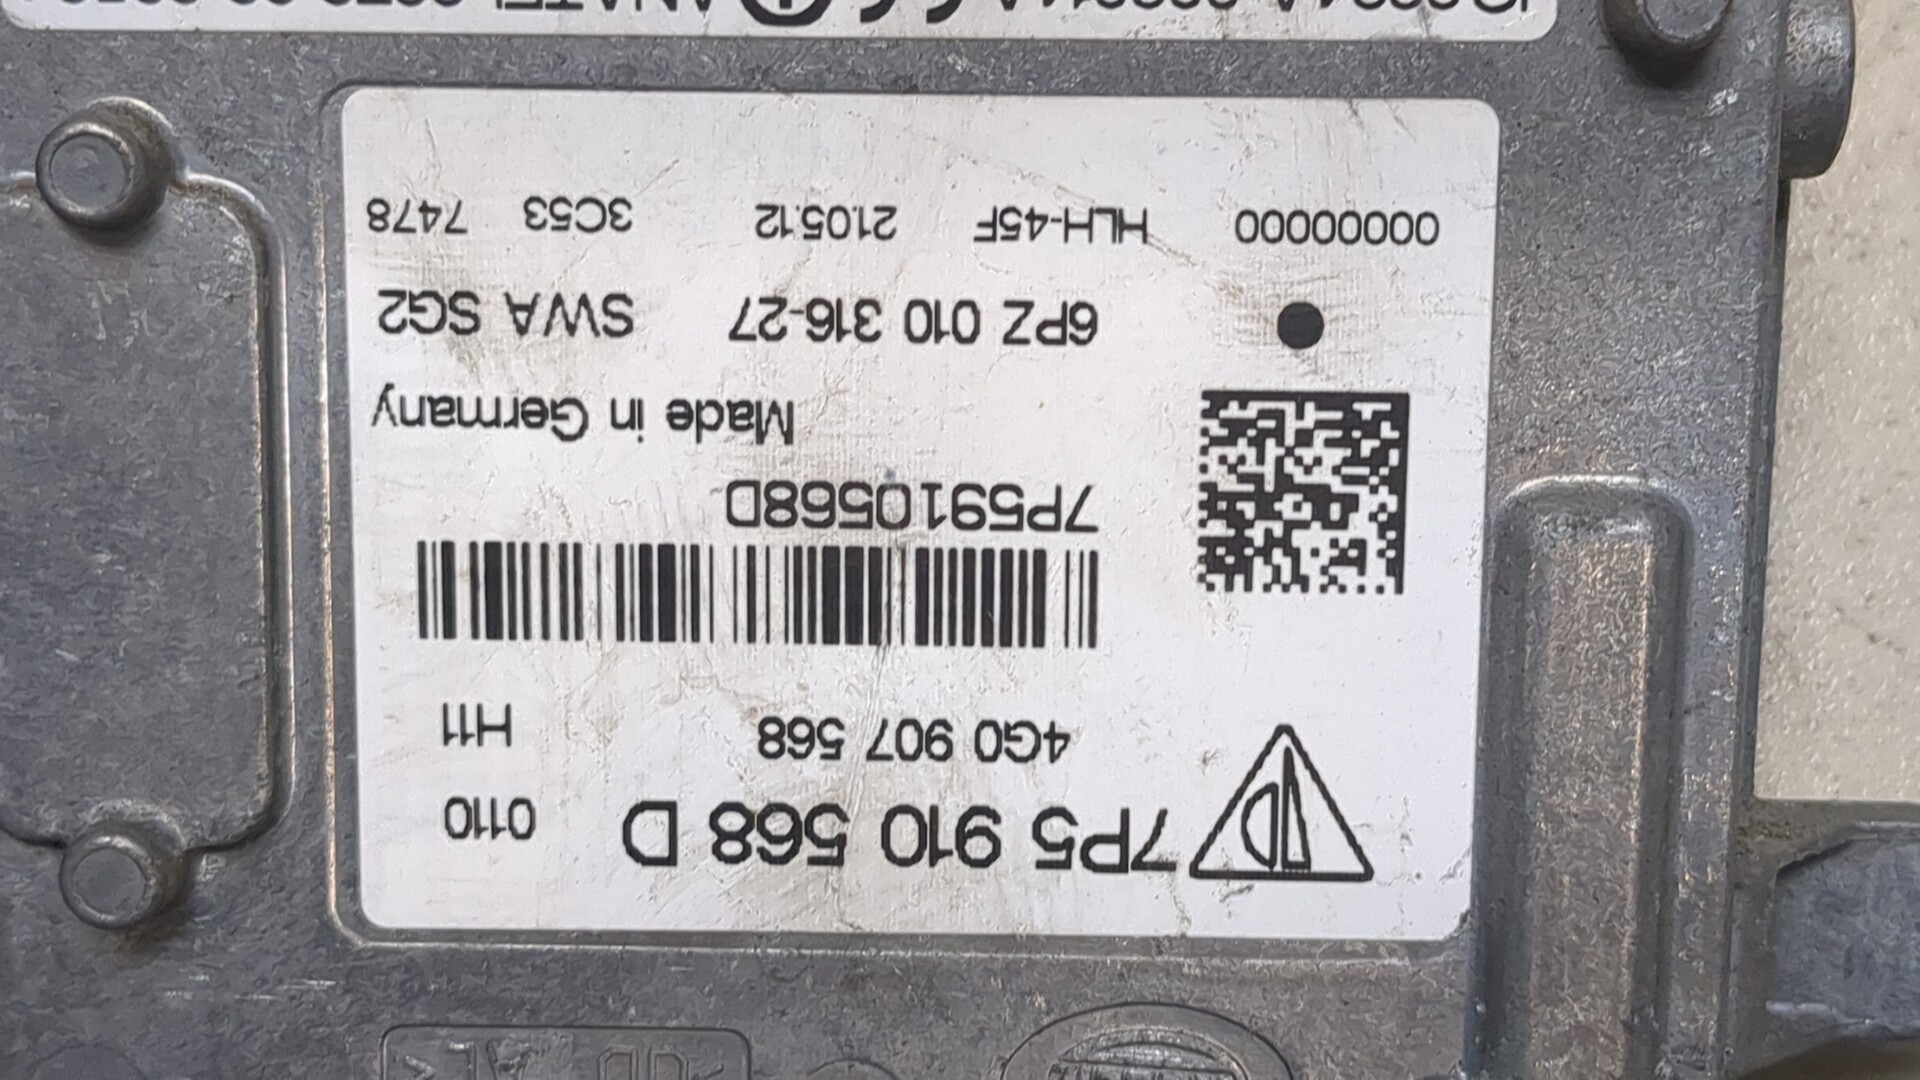 7P5 910 568 D 0110
4G0 907 568 H11
7P5910568D
Made in Germany
6PZ 010 316-27 SWA SG2
00000000 HLH-45F 21.05.12 3C53 7478